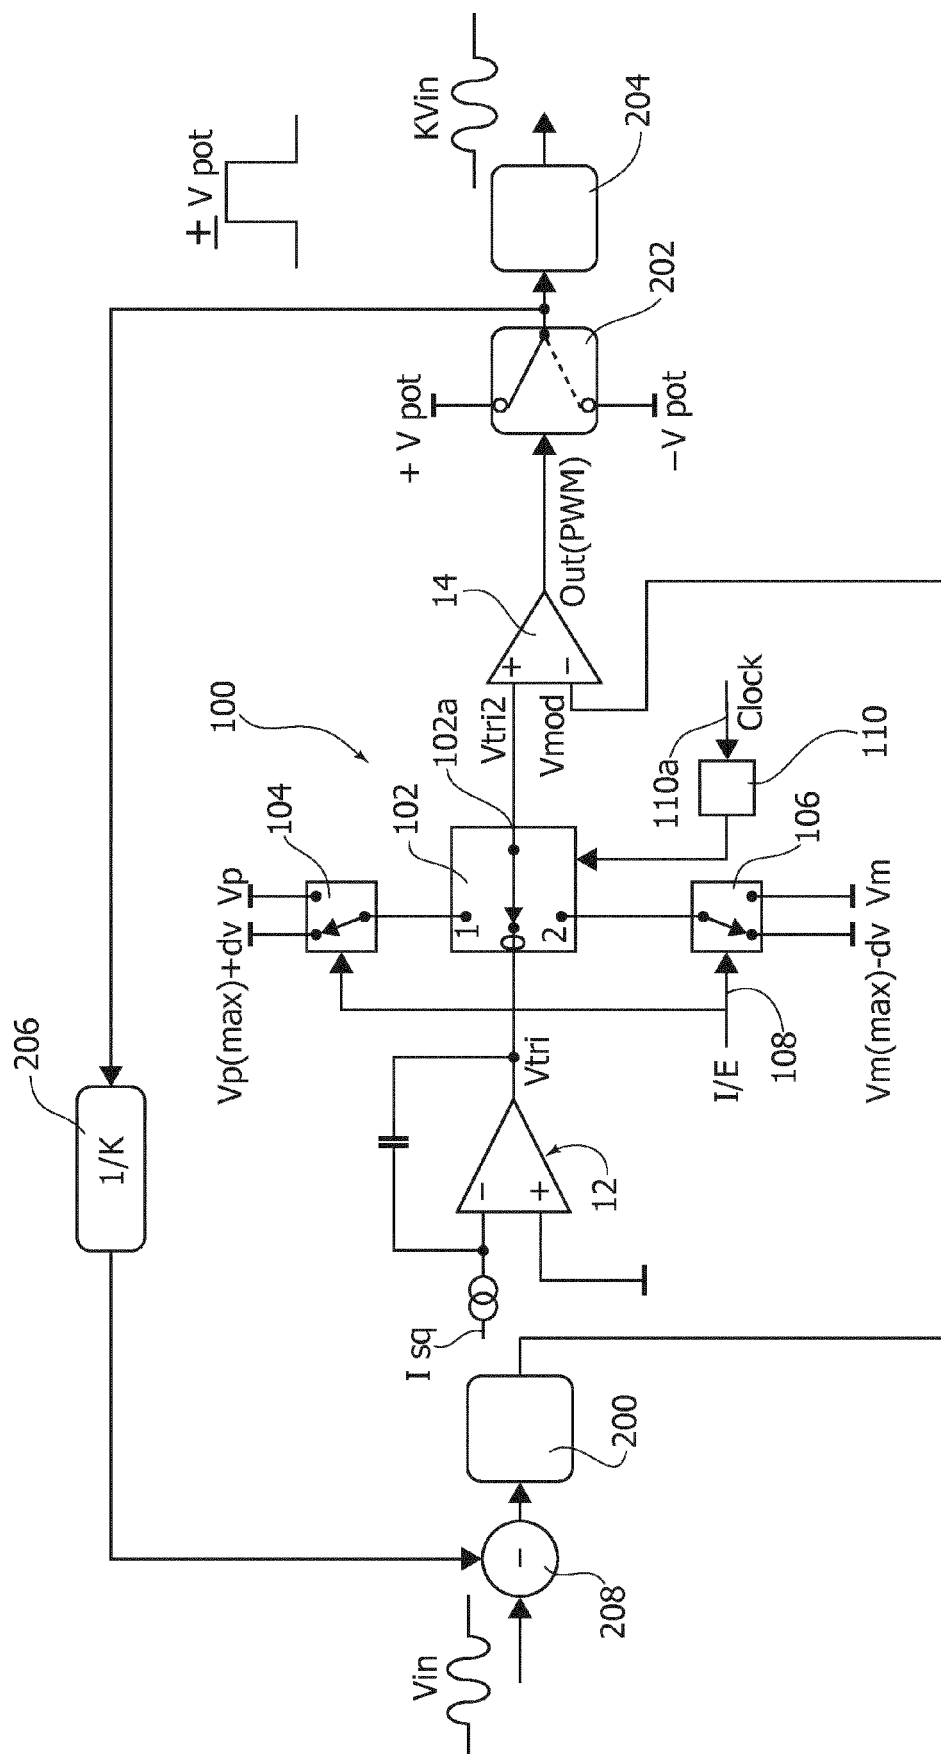 ± V pot
KVin
204
202
+ V pot
−V pot
206
1/K
14
Out(PWM)
+
−
100
Vtri2
Vmod
102a
102
104
Vp
Vp(max)+dv
1
0
2
110a
Clock
110
106
Vm
Vm(max)-dv
I/E
108
Vtri
12
−
+
I sq
200
−
208
Vin